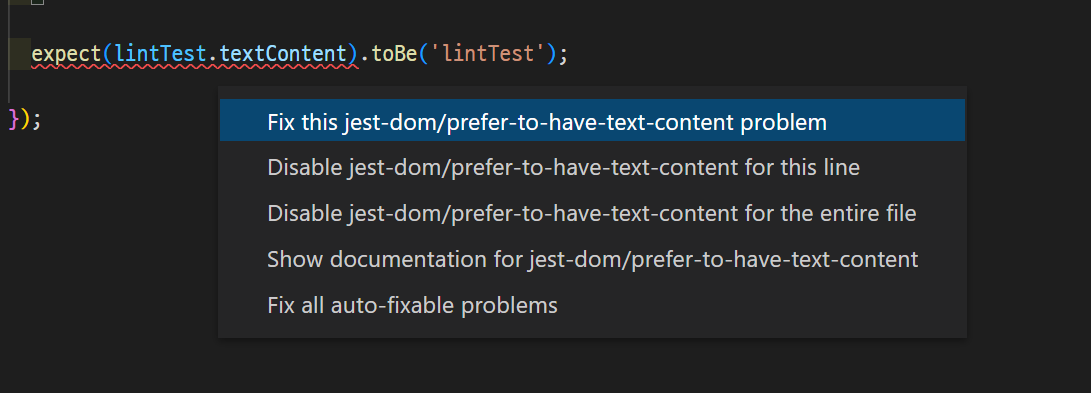 expect(lintTest.textContent).toBe('lintTest');
});
Fix this jest-dom/prefer-to-have-text-content problem
Disable jest-dom/prefer-to-have-text-content for this line
Disable jest-dom/prefer-to-have-text-content for the entire file
Show documentation for jest-dom/prefer-to-have-text-content
Fix all auto-fixable problems